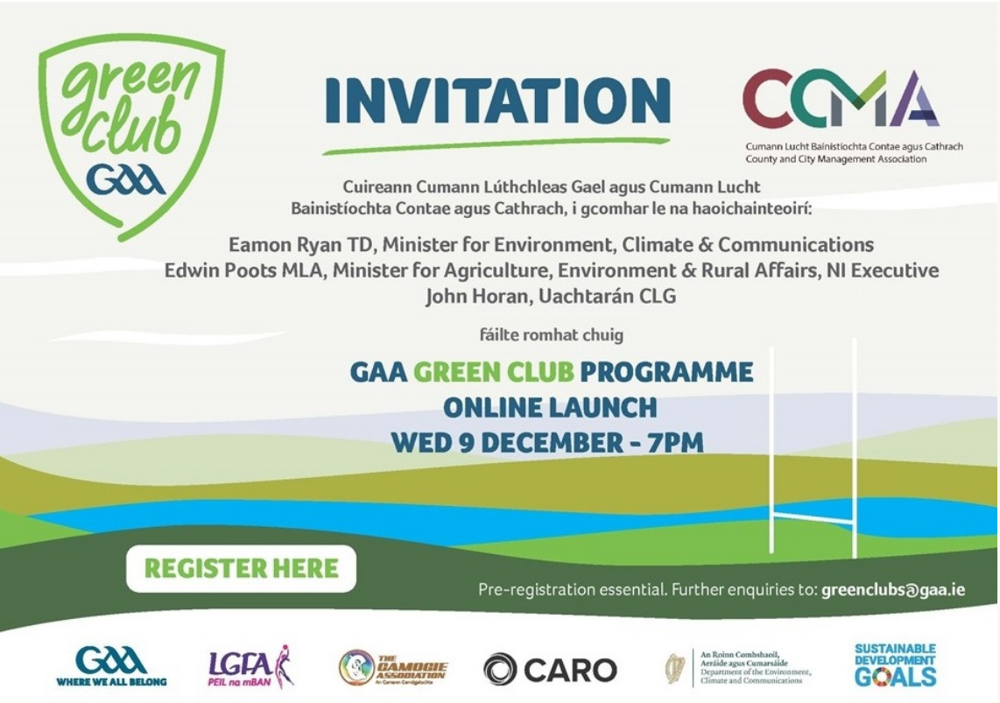 green
club
GAA
INVITATION
CCMA
Cumann Lucht Bainistíochta Contae agus Cathrach
County and City Management Association
Cuireann Cumann Lúthchleas Gael agus Cumann Lucht
Bainistíochta Contae agus Cathrach, i gcomhar le na haoichainteoirí:
Eamon Ryan TD, Minister for Environment, Climate & Communications
Edwin Poots MLA, Minister for Agriculture, Environment & Rural Affairs, NI Executive
John Horan, Uachtarán CLG
fáilte romhat chuig
GAA GREEN CLUB PROGRAMME
ONLINE LAUNCH
WED 9 DECEMBER - 7PM
REGISTER HERE
Pre-registration essential. Further enquiries to: greenclubs@gaa.ie
GAA
WHERE WE ALL BELONG
LGFA
PEIL na mBAN
THE
CAMOGIE
ASSOCIATION
An Cumann Camógaíochta
CARO
An Roinn Comhshaoil,
Aeráide agus Cumarsáide
Department of the Environment,
Climate and Communications
SUSTAINABLE
DEVELOPMENT
GOALS